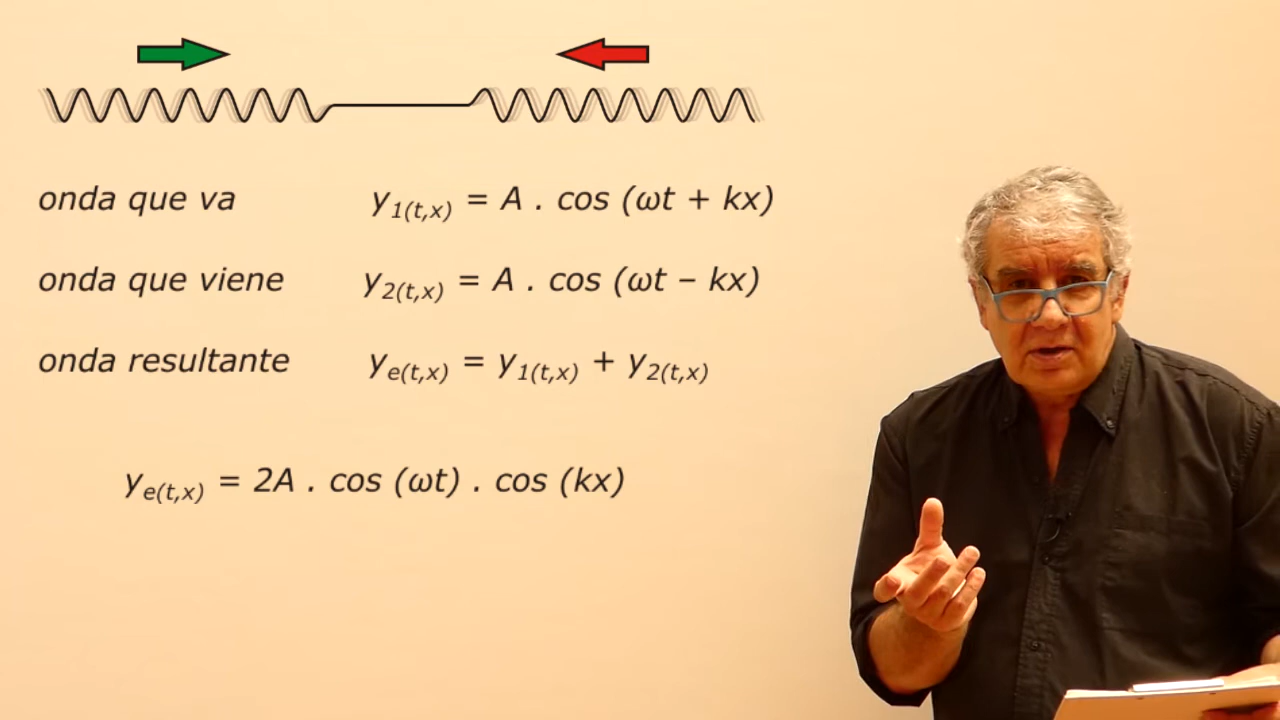 onda que va y₁₍t,x₎ = A . cos (ωt + kx)
onda que viene y₂₍t,x₎ = A . cos (ωt – kx)
onda resultante yₑ₍t,x₎ = y₁₍t,x₎ + y₂₍t,x₎
yₑ₍t,x₎ = 2A . cos (ωt) . cos (kx)